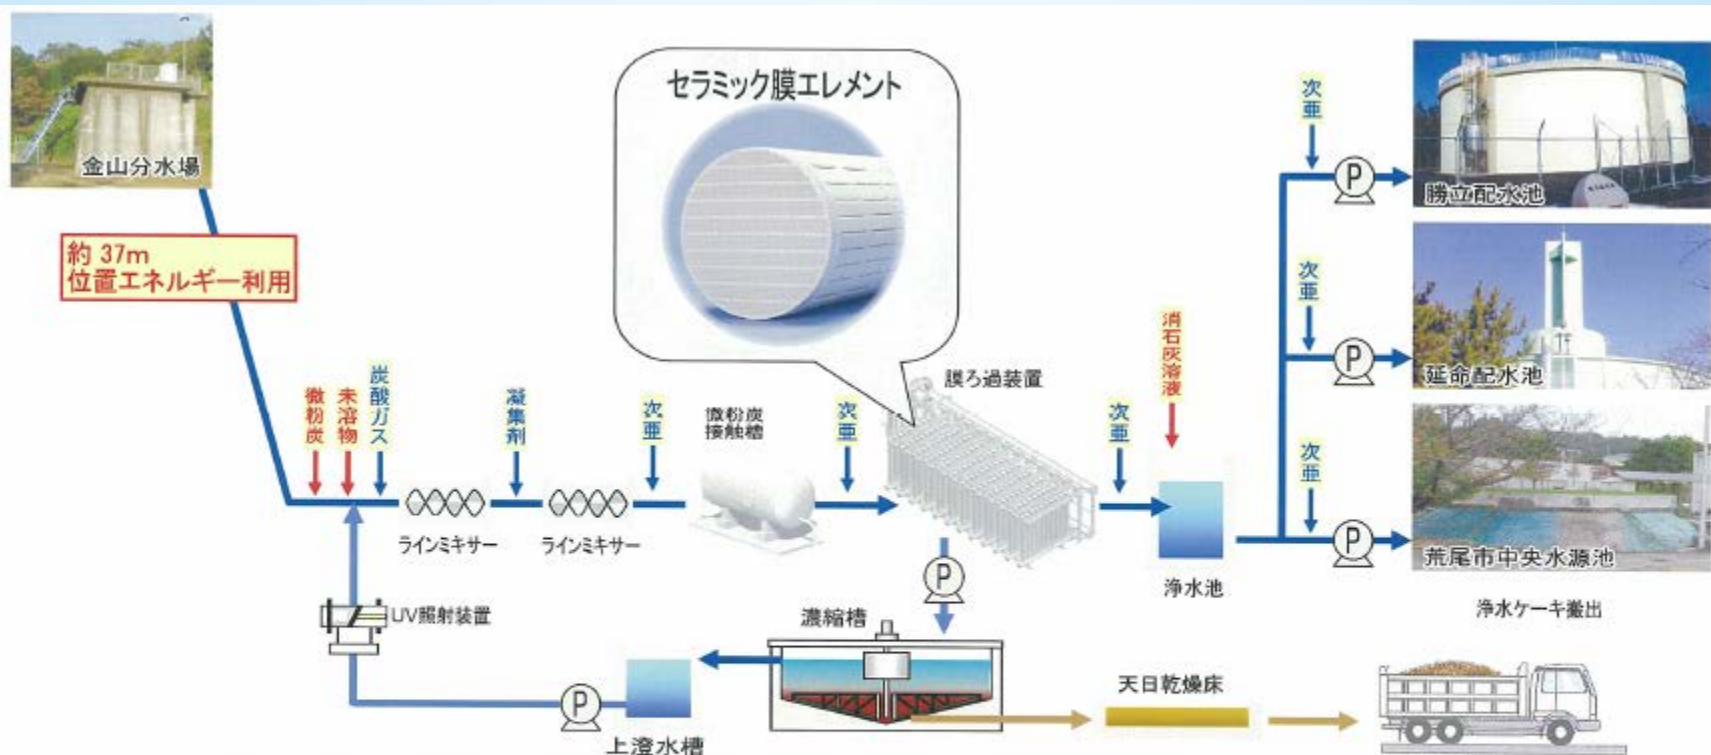 金山分水場
約 37m
位置エネルギー利用
微粉炭
未溶物
炭酸ガス
ラインミキサー
凝集剤
ラインミキサー
次亜
微粉炭
接触槽
次亜
セラミック膜エレメント
膜ろ過装置
次亜
消石灰溶液
浄水池
次亜
P
勝立配水池
次亜
P
延命配水池
次亜
P
荒尾市中央水源池
P
濃縮槽
上澄水槽
P
UV照射装置
天日乾燥床
浄水ケーキ搬出